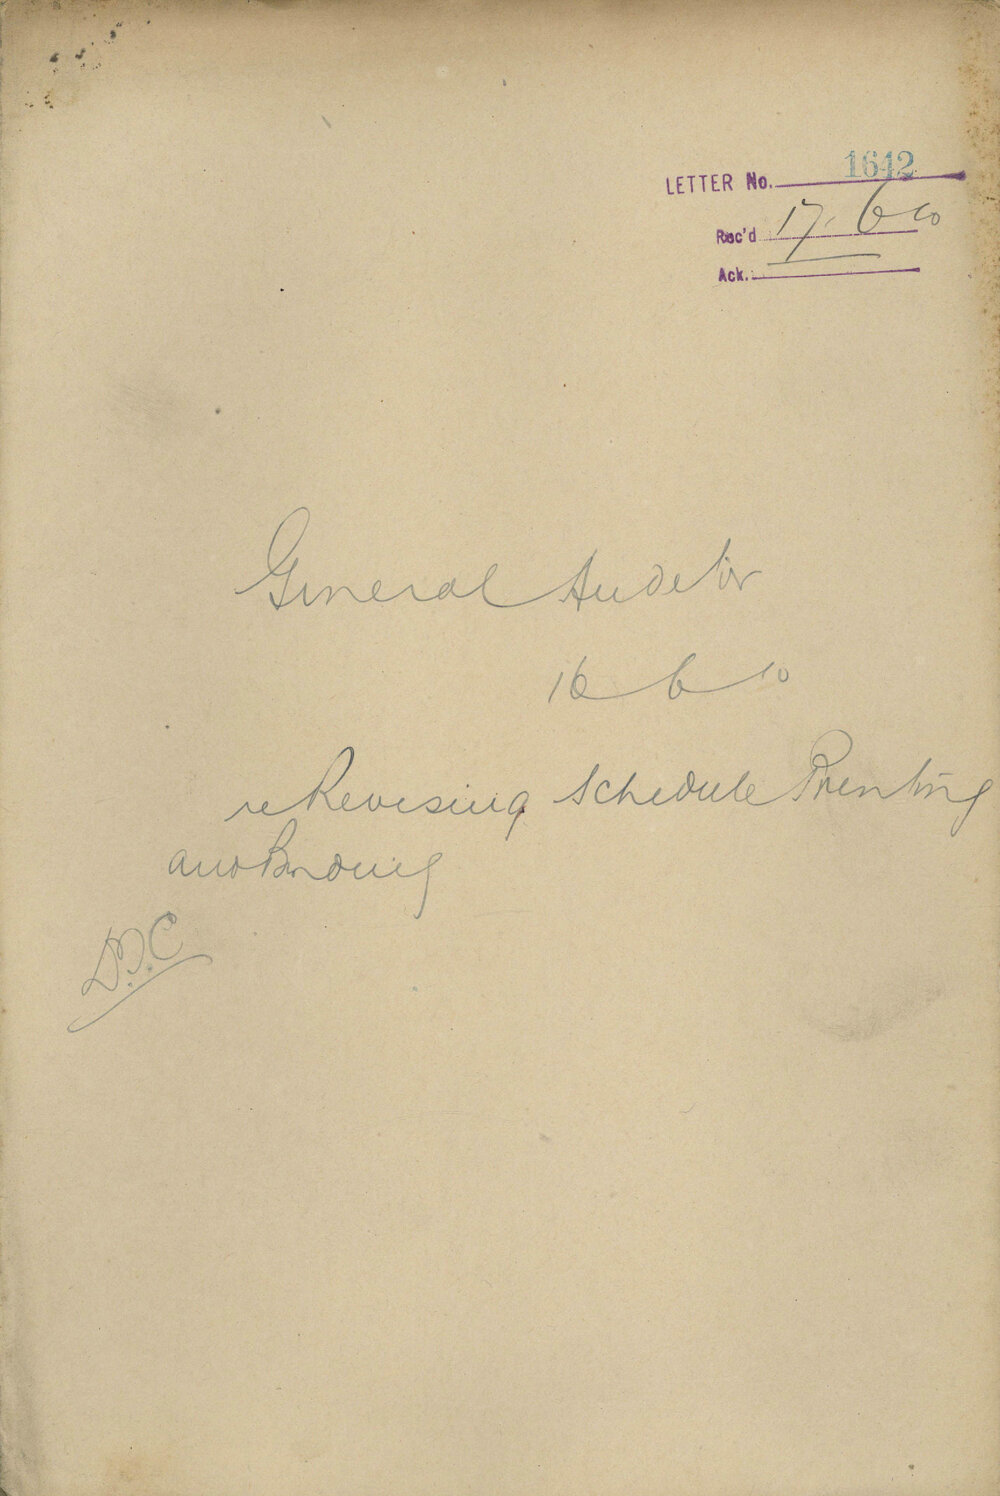 LETTER No. 1642
Rec'd 17. 6 10
Ack.
General Auditor
16 6 10
re Revising Schedule Printing
and Binding
D.C